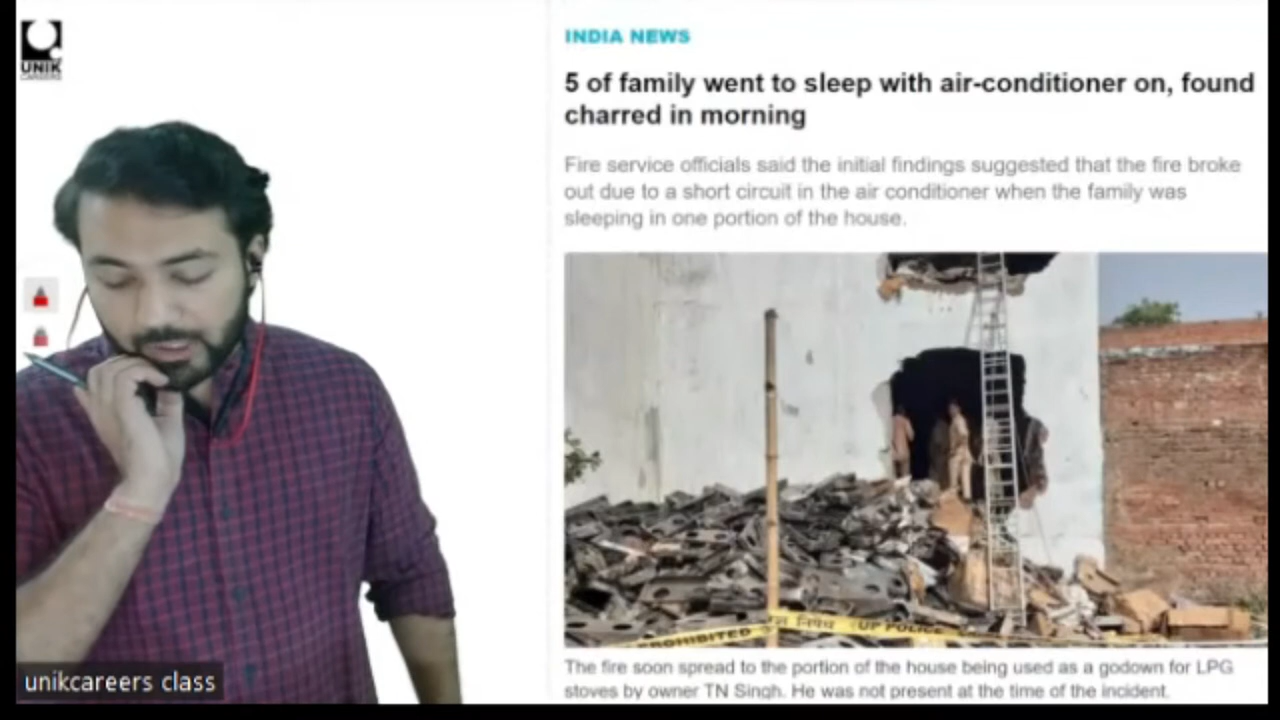 UNIK
INDIA NEWS
5 of family went to sleep with air-conditioner on, found
charred in morning
Fire service officials said the initial findings suggested that the fire broke
out due to a short circuit in the air conditioner when the family was
sleeping in one portion of the house.
PROHIBITED UP POLICE
The fire soon spread to the portion of the house being used as a godown for LPG
stoves by owner TN Singh. He was not present at the time of the incident.
unikcareers class